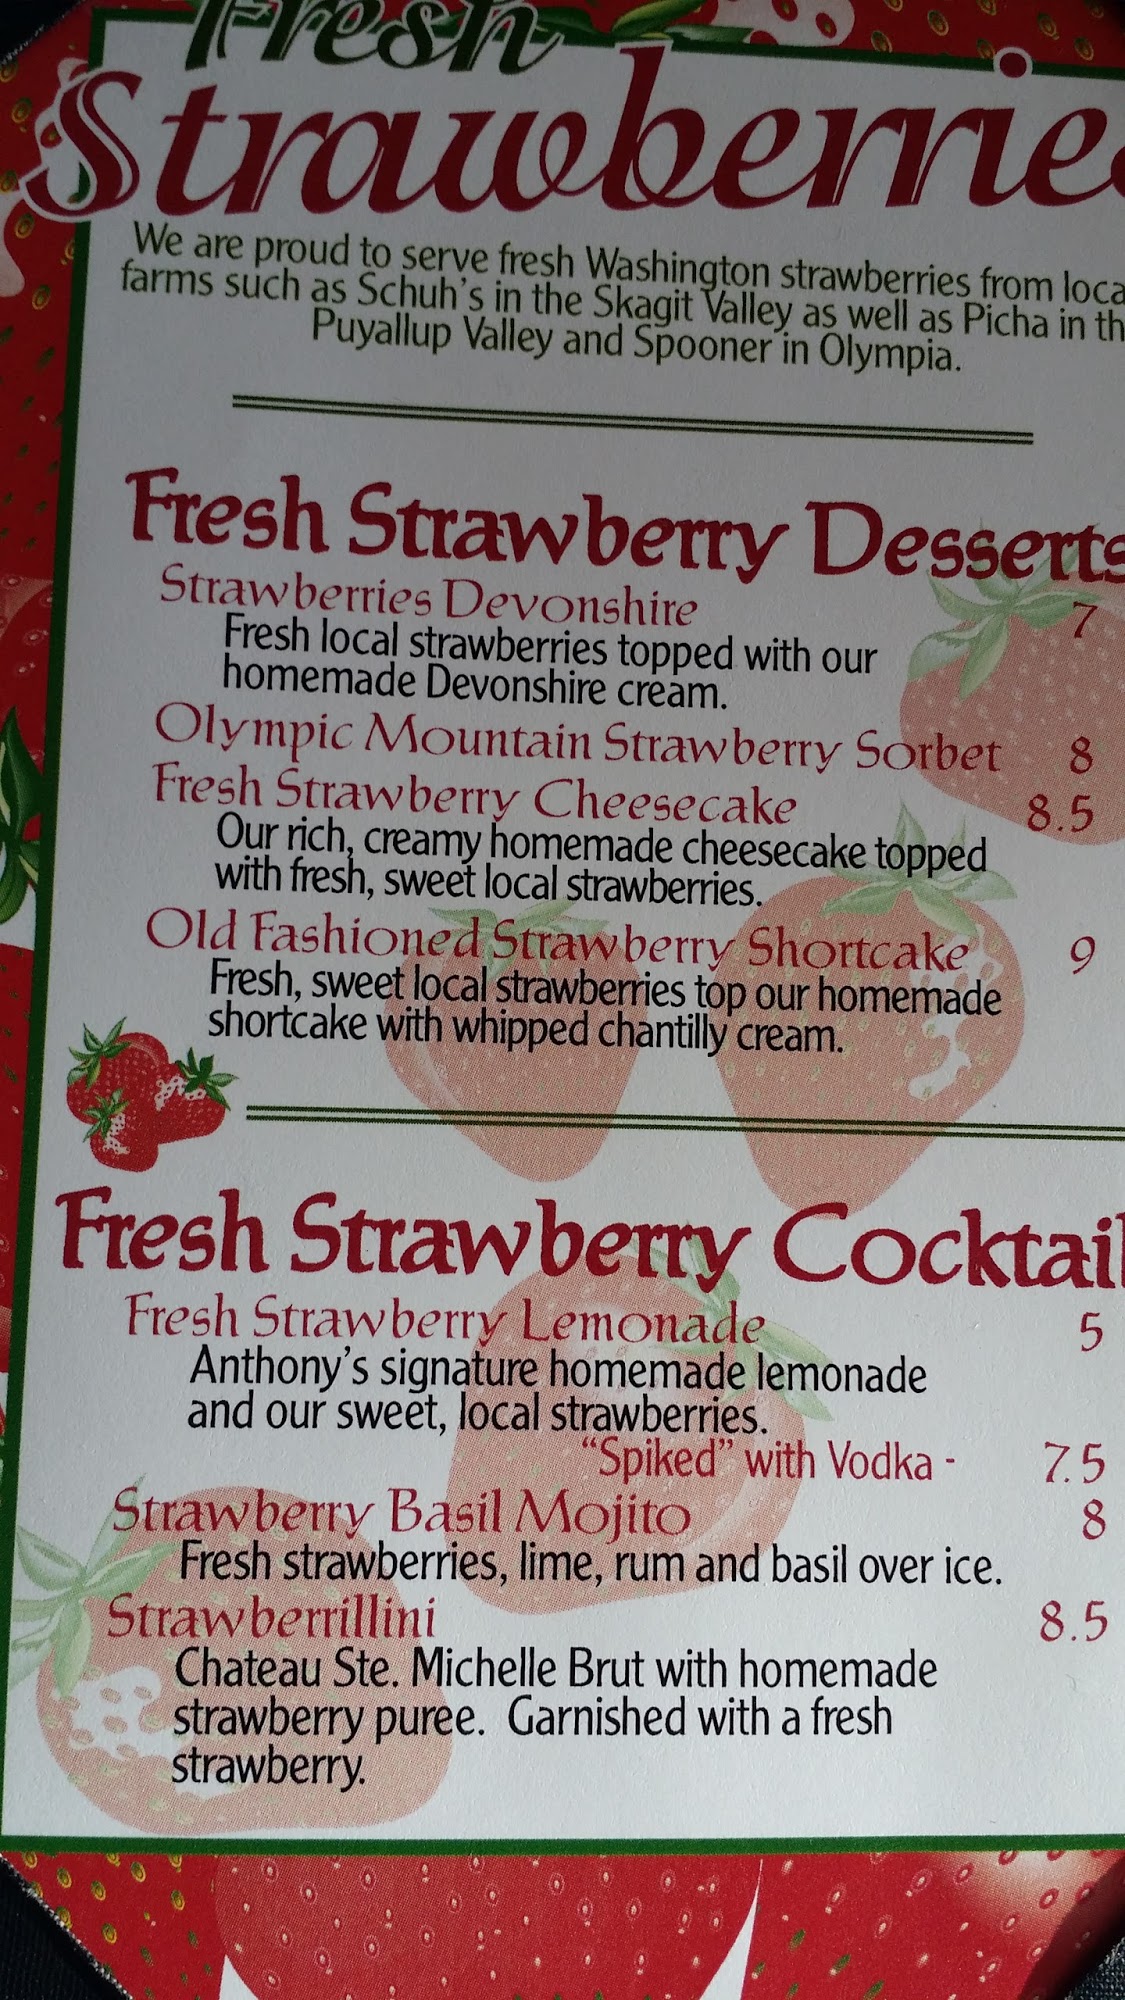 Fresh
Strawberries
We are proud to serve fresh Washington strawberries from loca
farms such as Schuh's in the Skagit Valley as well as Picha in th
Puyallup Valley and Spooner in Olympia.
Fresh Strawberry Desserts
Strawberries Devonshire 7
Fresh local strawberries topped with our
homemade Devonshire cream.
Olympic Mountain Strawberry Sorbet 8
Fresh Strawberry Cheesecake 8.5
Our rich, creamy homemade cheesecake topped
with fresh, sweet local strawberries.
Old Fashioned Strawberry Shortcake 9
Fresh, sweet local strawberries top our homemade
shortcake with whipped chantilly cream.
Fresh Strawberry Cocktail
Fresh Strawberry Lemonade 5
Anthony's signature homemade lemonade
and our sweet, local strawberries.
"Spiked" with Vodka - 7.5
Strawberry Basil Mojito 8
Fresh strawberries, lime, rum and basil over ice.
Strawberrillini 8.5
Chateau Ste. Michelle Brut with homemade
strawberry puree. Garnished with a fresh
strawberry.